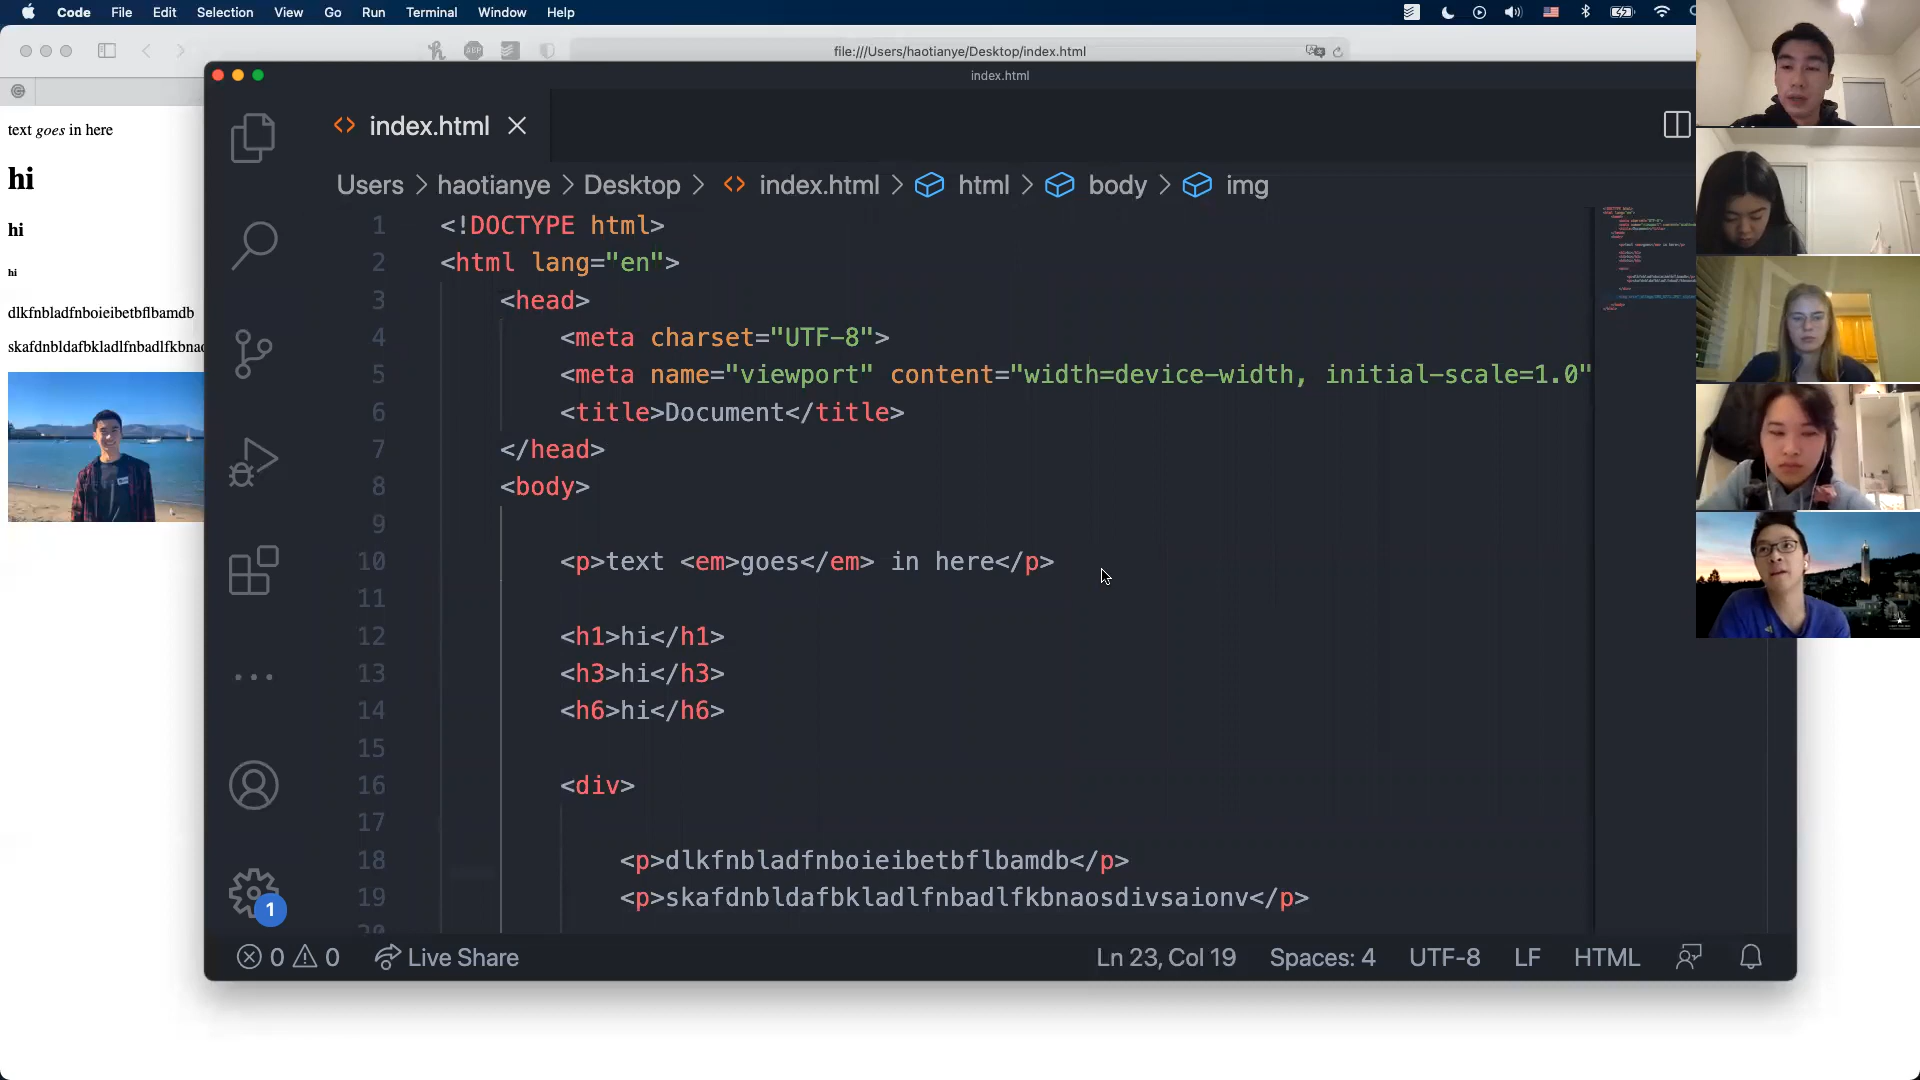 Code File Edit Selection View Go Run Terminal Window Help
file:///Users/haotianye/Desktop/index.html
index.html
index.html
Users > haotianye > Desktop > index.html > html > body > img
text goes in here
hi
hi
hi
dlkfnbladfnboieibetbflbamdb
skafdnbldafbkladlfnbadlfkbnao
1 <!DOCTYPE html>
2 <html lang="en">
3 <head>
4 <meta charset="UTF-8">
5 <meta name="viewport" content="width=device-width, initial-scale=1.0"
6 <title>Document</title>
7 </head>
8 <body>
9
10 <p>text <em>goes</em> in here</p>
11
12 <h1>hi</h1>
13 <h3>hi</h3>
14 <h6>hi</h6>
15
16 <div>
17
18 <p>dlkfnbladfnboieibetbflbamdb</p>
19 <p>skafdnbldafbkladlfnbadlfkbnaosdivsaionv</p>
20
1
0 0 Live Share Ln 23, Col 19 Spaces: 4 UTF-8 LF HTML